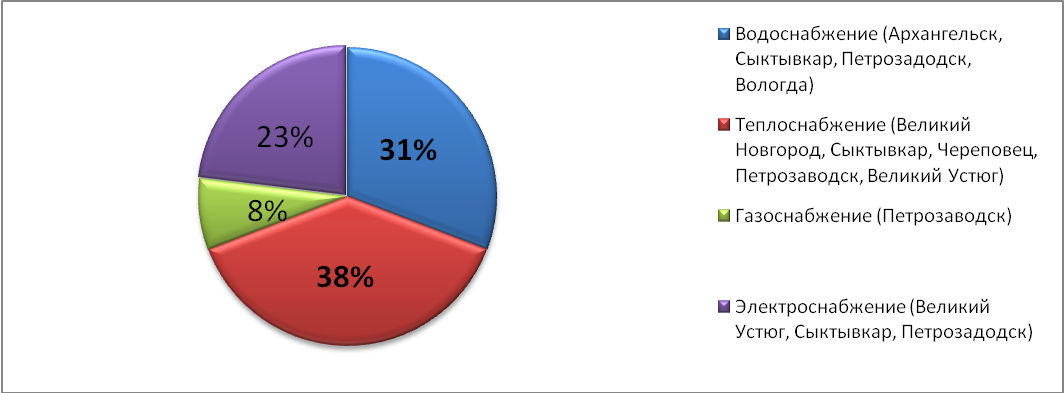 23%
31%
8%
38%
Водоснабжение (Архангельск,
Сыктывкар, Петрозадодск,
Вологда)
Теплоснабжение (Великий
Новгород, Сыктывкар, Череповец,
Петрозаводск, Великий Устюг)
Газоснабжение (Петрозаводск)
Электроснабжение (Великий
Устюг, Сыктывкар, Петрозадодск)